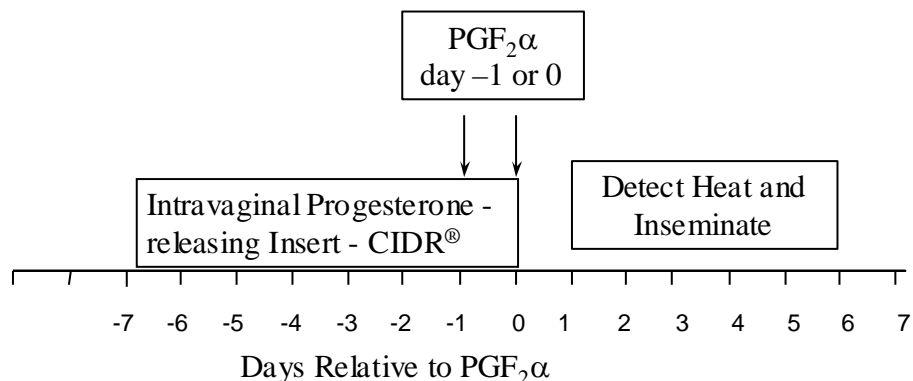 PGF₂α
day –1 or 0
Intravaginal Progesterone -
releasing Insert - CIDR®
Detect Heat and
Inseminate
-7 -6 -5 -4 -3 -2 -1 0 1 2 3 4 5 6 7
Days Relative to PGF₂α